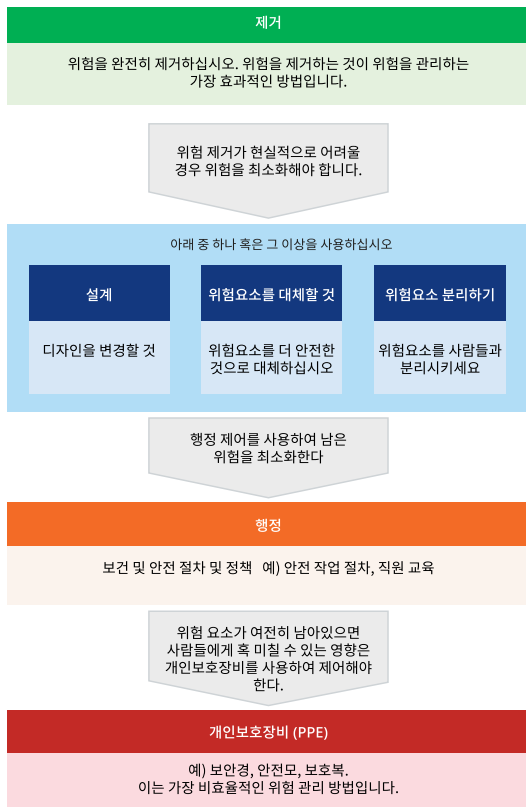 제거
위험을 완전히 제거하십시오. 위험을 제거하는 것이 위험을 관리하는
가장 효과적인 방법입니다.
위험 제거가 현실적으로 어려울
경우 위험을 최소화해야 합니다.
아래 중 하나 혹은 그 이상을 사용하십시오
설계
디자인을 변경할 것
위험요소를 대체할 것
위험요소를 더 안전한
것으로 대체하십시오
위험요소 분리하기
위험요소를 사람들과
분리시키세요
행정 제어를 사용하여 남은
위험을 최소화한다
행정
보건 및 안전 절차 및 정책 예) 안전 작업 절차, 직원 교육
위험 요소가 여전히 남아있으면
사람들에게 혹 미칠 수 있는 영향은
개인보호장비를 사용하여 제어해야
한다.
개인보호장비 (PPE)
예) 보안경, 안전모, 보호복.
이는 가장 비효율적인 위험 관리 방법입니다.